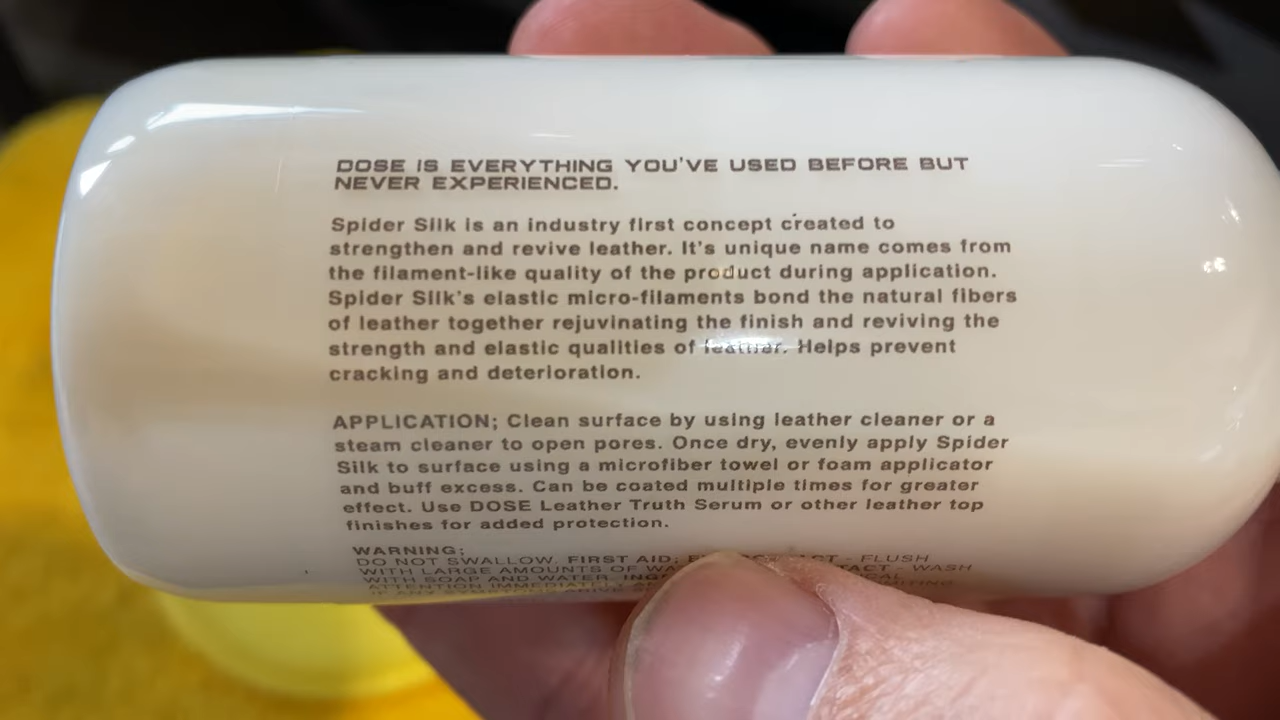 DOSE IS EVERYTHING YOU'VE USED BEFORE BUT
NEVER EXPERIENCED.
Spider Silk is an industry first concept created to
strengthen and revive leather. It's unique name comes from
the filament-like quality of the product during application.
Spider Silk's elastic micro-filaments bond the natural fibers
of leather together rejuvinating the finish and reviving the
strength and elastic qualities of leather. Helps prevent
cracking and deterioration.
APPLICATION; Clean surface by using leather cleaner or a
steam cleaner to open pores. Once dry, evenly apply Spider
Silk to surface using a microfiber towel or foam applicator
and buff excess. Can be coated multiple times for greater
effect. Use DOSE Leather Truth Serum or other leather top
finishes for added protection.
WARNING;
DO NOT SWALLOW. FIRST AID; - FLUSH
WITH LARGE AMOUNTS OF - WASH
WITH SOAP AND WATER.
ATTENTION IMMEDIATELY